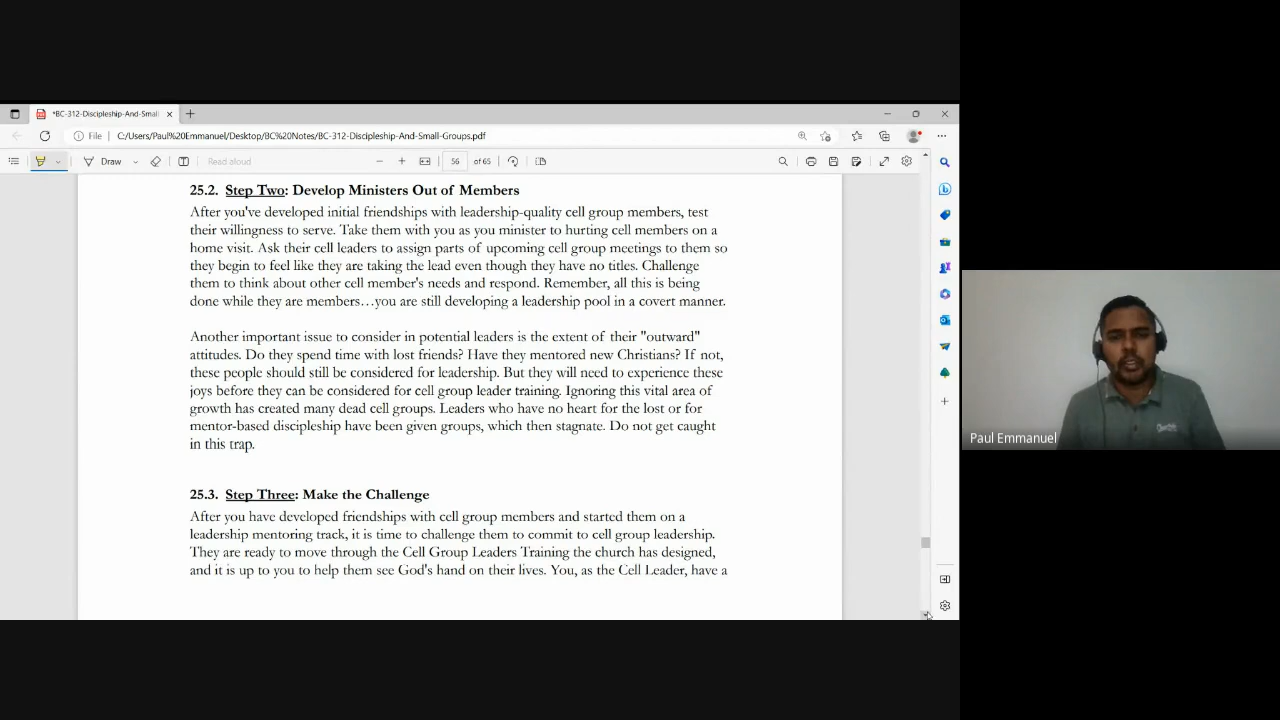 *BC-312-Discipleship-And-Small
File
C:/Users/Paul%20Emmanuel/Desktop/BC%20Notes/BC-312-Discipleship-And-Small-Groups.pdf
Draw
Read aloud
56 of 65
25.2. Step Two: Develop Ministers Out of Members
After you've developed initial friendships with leadership-quality cell group members, test
their willingness to serve. Take them with you as you minister to hurting cell members on a
home visit. Ask their cell leaders to assign parts of upcoming cell group meetings to them so
they begin to feel like they are taking the lead even though they have no titles. Challenge
them to think about other cell member's needs and respond. Remember, all this is being
done while they are members…you are still developing a leadership pool in a covert manner.
Another important issue to consider in potential leaders is the extent of their "outward"
attitudes. Do they spend time with lost friends? Have they mentored new Christians? If not,
these people should still be considered for leadership. But they will need to experience these
joys before they can be considered for cell group leader training. Ignoring this vital area of
growth has created many dead cell groups. Leaders who have no heart for the lost or for
mentor-based discipleship have been given groups, which then stagnate. Do not get caught
in this trap.
25.3. Step Three: Make the Challenge
After you have developed friendships with cell group members and started them on a
leadership mentoring track, it is time to challenge them to commit to cell group leadership.
They are ready to move through the Cell Group Leaders Training the church has designed,
and it is up to you to help them see God's hand on their lives. You, as the Cell Leader, have a
Paul Emmanuel